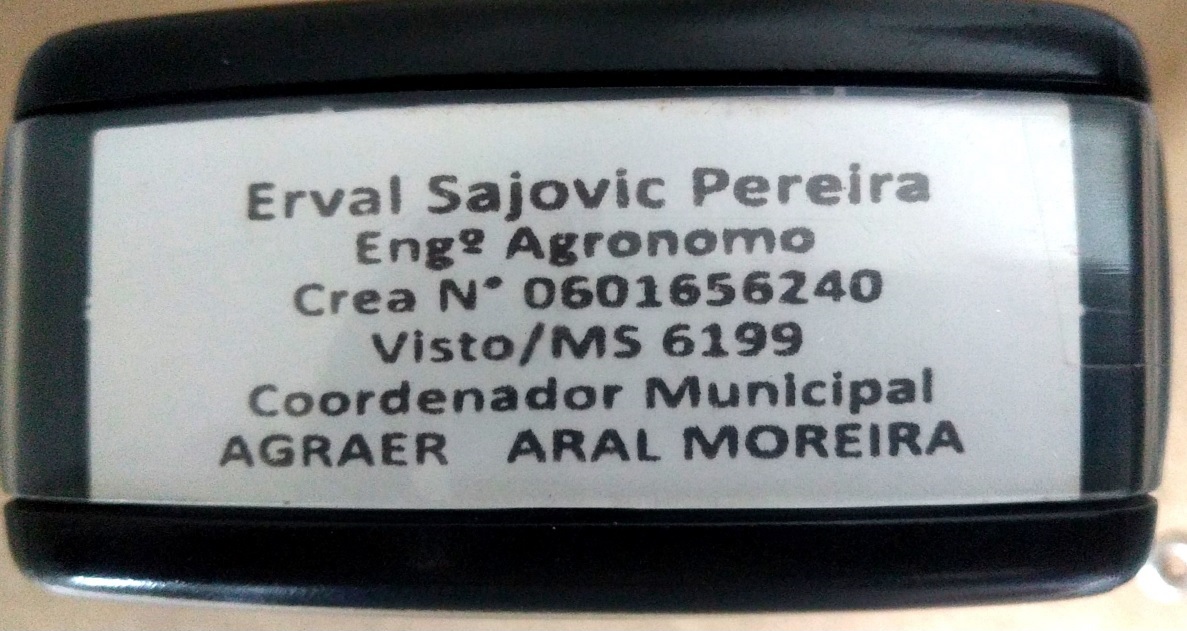 Erval Sajovic Pereira
Engº Agronomo
Crea N° 0601656240
Visto/MS 6199
Coordenador Municipal
AGRAER ARAL MOREIRA